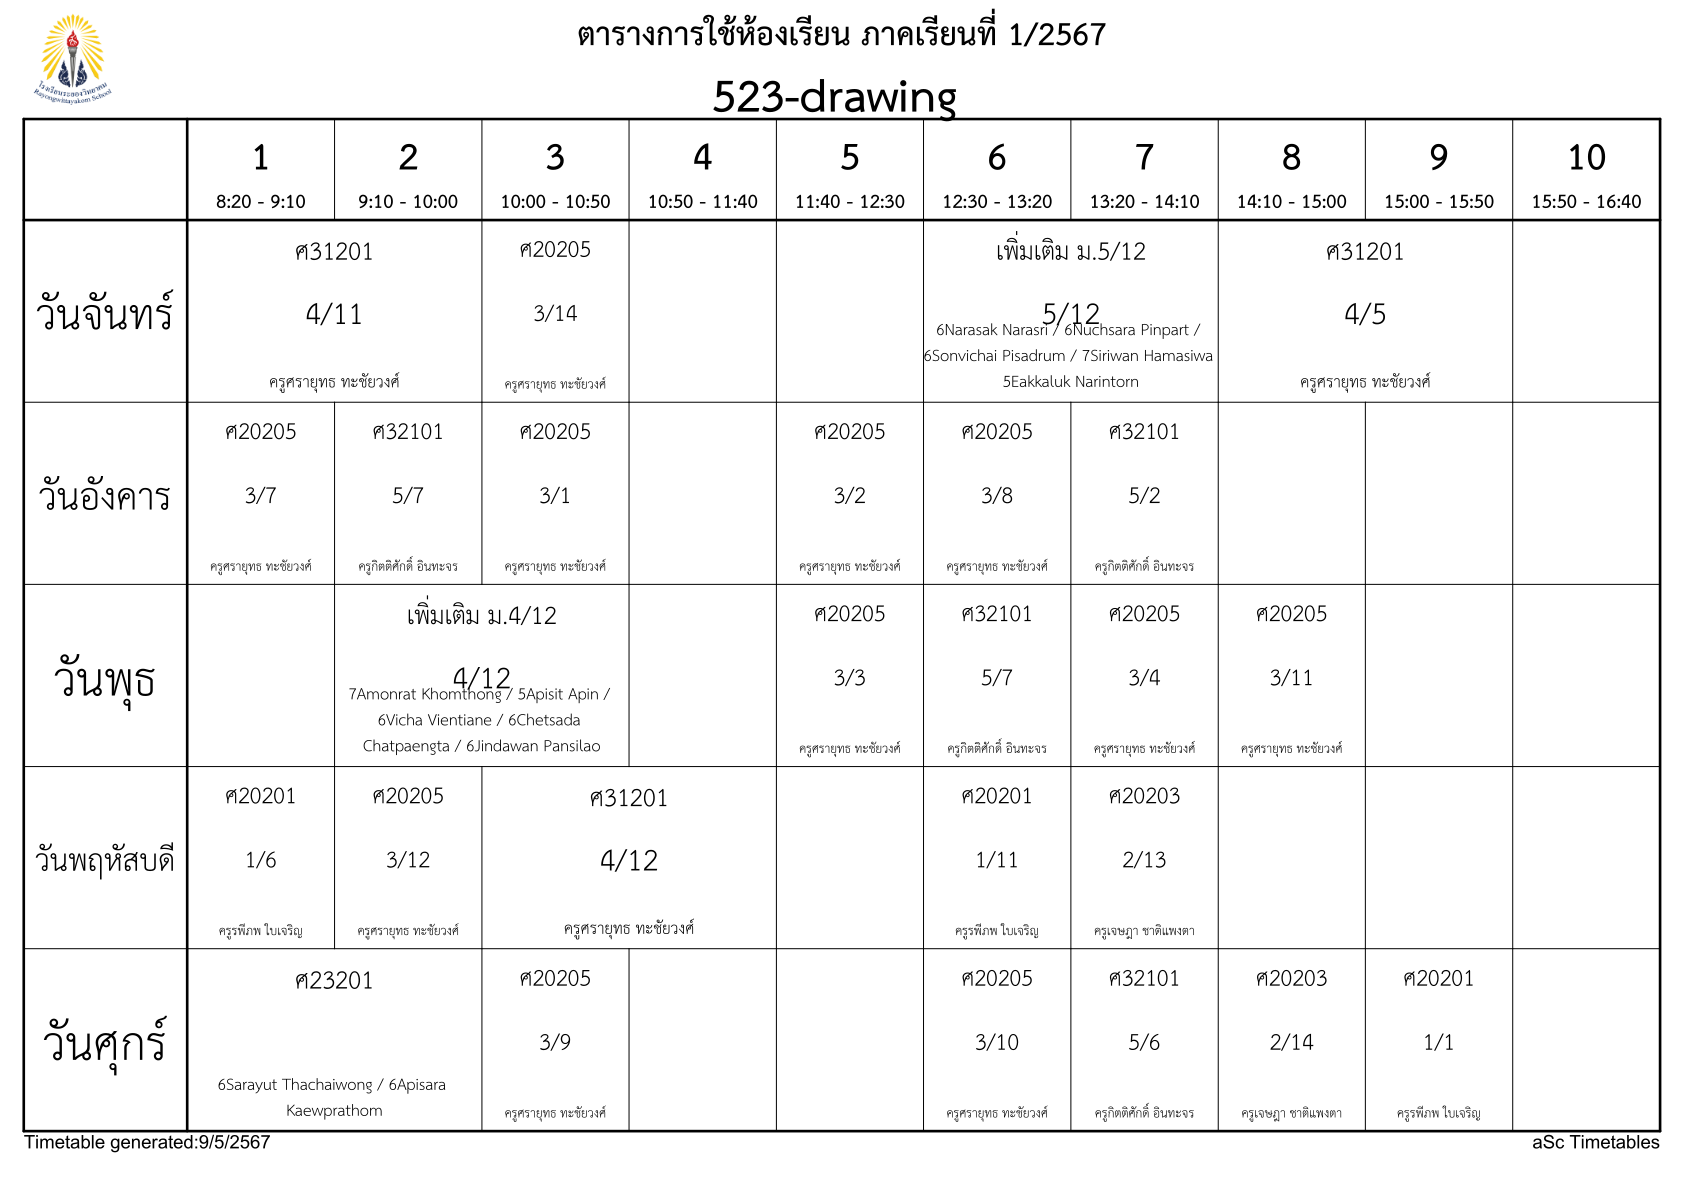 ตารางการใช้ห้องเรียน ภาคเรียนที่ 1/2567
โรงเรียนระยองวิทยาคม
Rayongwittayakom School
523-drawing
1 2 3 4 5 6 7 8 9 10
8:20 - 9:10 9:10 - 10:00 10:00 - 10:50 10:50 - 11:40 11:40 - 12:30 12:30 - 13:20 13:20 - 14:10 14:10 - 15:00 15:00 - 15:50 15:50 - 16:40
วันจันทร์
ศ31201
4/11
ครูศรายุทธ ทะชัยวงศ์
ศ20205
3/14
ครูศรายุทธ ทะชัยวงศ์
เพิ่มเติม ม.5/12
5/12
6Narasak Narasri / 6Nuchsara Pinpart /
6Sonvichai Pisadrum / 7Siriwan Hamasiwa
5Eakkaluk Narintorn
ศ31201
4/5
ครูศรายุทธ ทะชัยวงศ์
วันอังคาร
ศ20205
3/7
ครูศรายุทธ ทะชัยวงศ์
ศ32101
5/7
ครูกิตติศักดิ์ อินทะจร
ศ20205
3/1
ครูศรายุทธ ทะชัยวงศ์
ศ20205
3/2
ครูศรายุทธ ทะชัยวงศ์
ศ20205
3/8
ครูศรายุทธ ทะชัยวงศ์
ศ32101
5/2
ครูกิตติศักดิ์ อินทะจร
วันพุธ
เพิ่มเติม ม.4/12
4/12
7Amonrat Khomthong / 5Apisit Apin /
6Vicha Vientiane / 6Chetsada
Chatpaengta / 6Jindawan Pansilao
ศ20205
3/3
ครูศรายุทธ ทะชัยวงศ์
ศ32101
5/7
ครูกิตติศักดิ์ อินทะจร
ศ20205
3/4
ครูศรายุทธ ทะชัยวงศ์
ศ20205
3/11
ครูศรายุทธ ทะชัยวงศ์
วันพฤหัสบดี
ศ20201
1/6
ครูรพีภพ ใบเจริญ
ศ20205
3/12
ครูศรายุทธ ทะชัยวงศ์
ศ31201
4/12
ครูศรายุทธ ทะชัยวงศ์
ศ20201
1/11
ครูรพีภพ ใบเจริญ
ศ20203
2/13
ครูเจษฎา ชาติแพงตา
วันศุกร์
ศ23201
6Sarayut Thachaiwong / 6Apisara
Kaewprathom
ศ20205
3/9
ครูศรายุทธ ทะชัยวงศ์
ศ20205
3/10
ครูศรายุทธ ทะชัยวงศ์
ศ32101
5/6
ครูกิตติศักดิ์ อินทะจร
ศ20203
2/14
ครูเจษฎา ชาติแพงตา
ศ20201
1/1
ครูรพีภพ ใบเจริญ
Timetable generated:9/5/2567
aSc Timetables